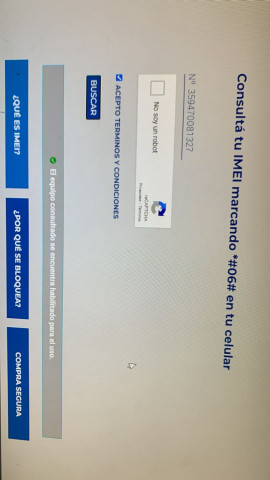 Consultá tu IMEI marcando *#06# en tu celular
Nº 359470081327
No soy un robot
reCAPTCHA
Privacidad - Términos
ACEPTO TERMINOS Y CONDICIONES
BUSCAR
El equipo consultado se encuentra habilitado para el uso.
¿QUÉ ES IMEI?
¿POR QUÉ SE BLOQUEA?
COMPRA SEGURA